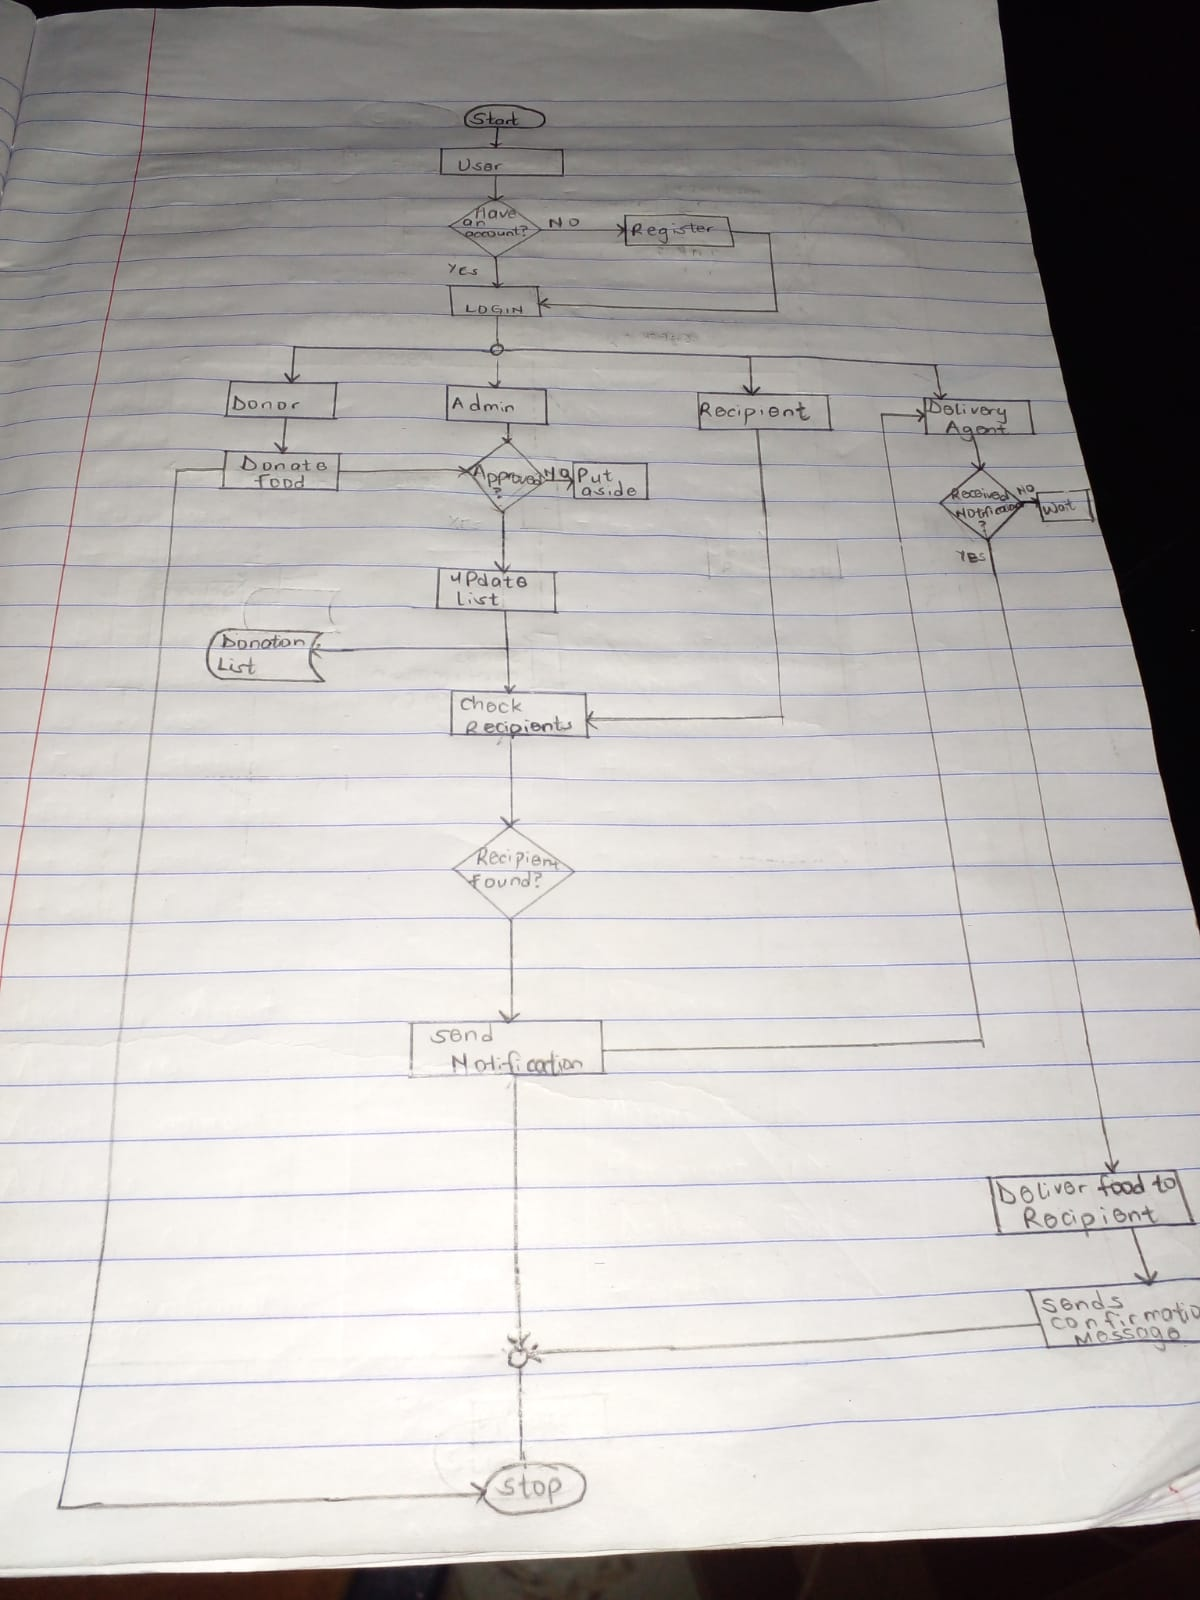 Start
User
Have
an
account?
NO
Register
YES
LOGIN
Donor
Admin
Recipient
Delivery
Agent
Donate
food
Approved
?
NO
Put
aside
Received
Notification
?
NO
Wait
YES
update
List
Donation
List
Check
Recipients
Recipient
found?
Send
Notification
Deliver food to
Recipient
Sends
confirmatio
Message
stop